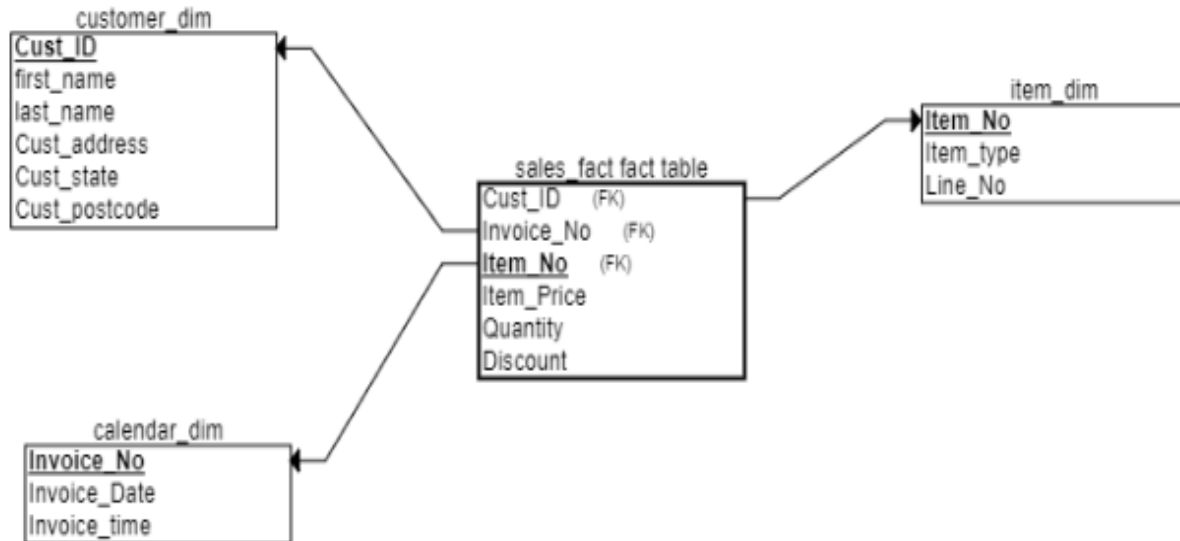 customer_dim
Cust_ID
first_name
last_name
Cust_address
Cust_state
Cust_postcode
item_dim
Item_No
Item_type
Line_No
sales_fact fact table
Cust_ID (FK)
Invoice_No (FK)
Item_No (FK)
Item_Price
Quantity
Discount
calendar_dim
Invoice_No
Invoice_Date
Invoice_time